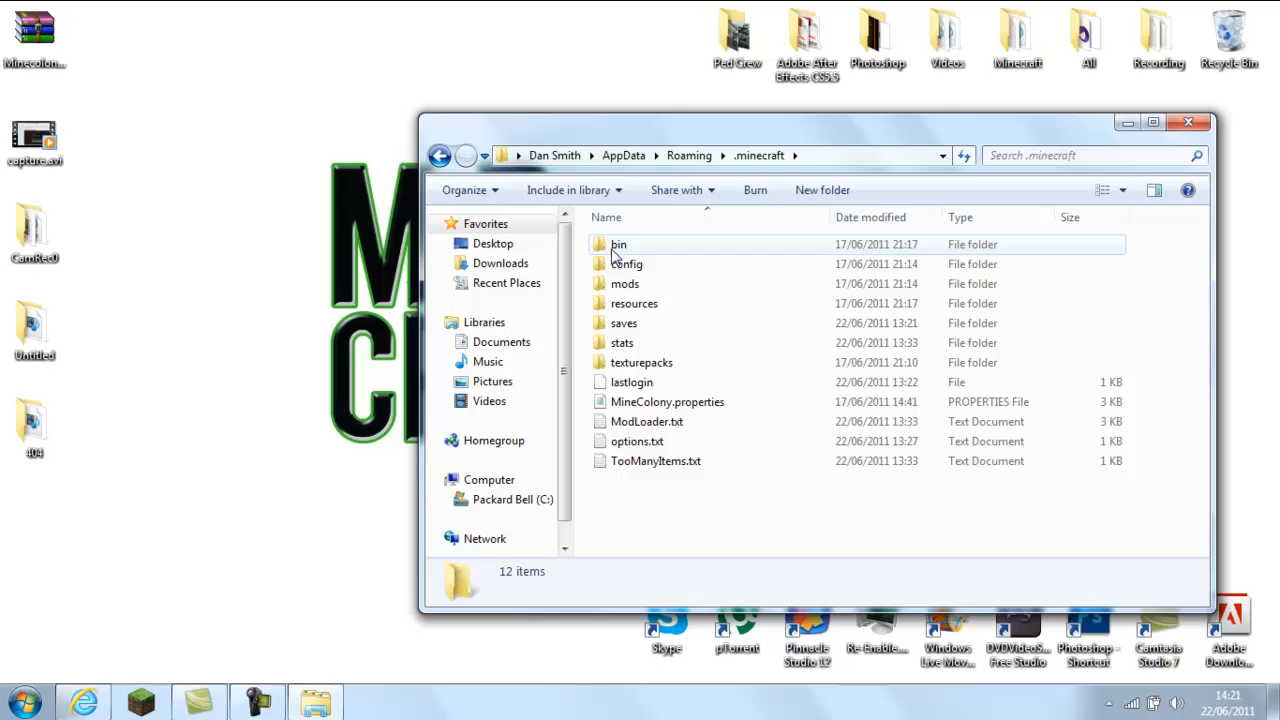 Minecolon...
capture.avi
CamRec0
Untitled
404
Ped Crew
Adobe After
Effects CS5.5
Photoshop
Videos
Minecraft
All
Recording
Recycle Bin
M
C
Dan Smith
AppData
Roaming
.minecraft
Search .minecraft
Organize
Include in library
Share with
Burn
New folder
Favorites
Desktop
Downloads
Recent Places
Libraries
Documents
Music
Pictures
Videos
Homegroup
Computer
Packard Bell (C:)
Network
Name Date modified Type Size
bin 17/06/2011 21:17 File folder
config 17/06/2011 21:14 File folder
mods 17/06/2011 21:14 File folder
resources 17/06/2011 21:17 File folder
saves 22/06/2011 13:21 File folder
stats 22/06/2011 13:33 File folder
texturepacks 17/06/2011 21:10 File folder
lastlogin 22/06/2011 13:22 File 1 KB
MineColony.properties 17/06/2011 14:41 PROPERTIES File 3 KB
ModLoader.txt 22/06/2011 13:33 Text Document 3 KB
options.txt 22/06/2011 13:27 Text Document 1 KB
TooManyItems.txt 22/06/2011 13:33 Text Document 1 KB
12 items
Skype
µTorrent
Pinnacle
Studio 12
Re-Enable....
Windows
Live Mov...
DVDVideoS...
Free Studio
Photoshop -
Shortcut
Camtasia
Studio 7
Adobe
Downlo...
14:21
22/06/2011